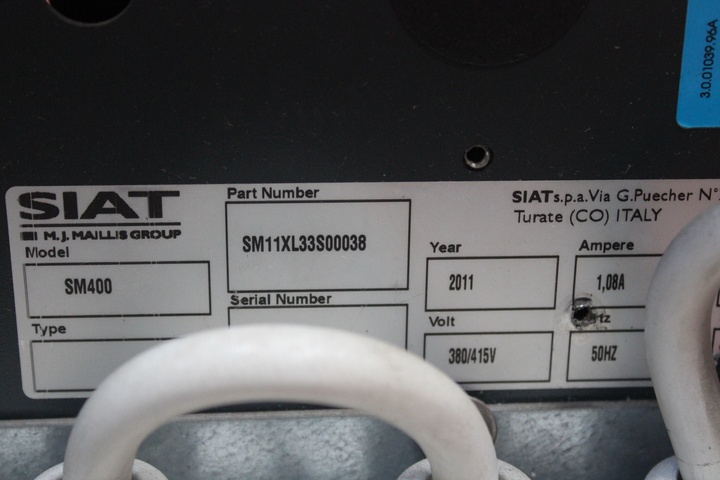 3.0.01039.96A
SIAT
M.J. MAILLIS GROUP
Part Number
SM11XL33S00038
SIAT s.p.a. Via G.Puecher N°
Turate (CO) ITALY
Model
SM400
Year
2011
Ampere
1,08A
Type
Serial Number
Volt
380/415V
50HZ